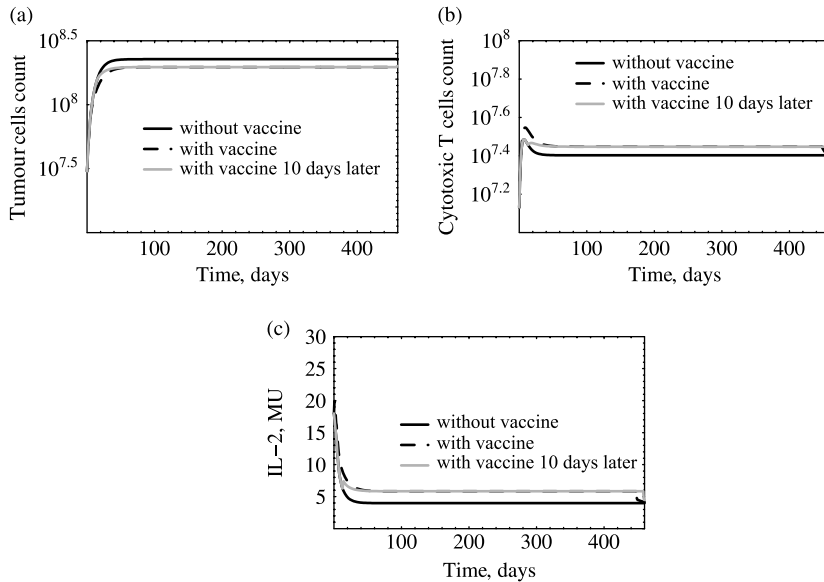 (a)
10^8.5
10^8
10^7.5
Tumour cells count
without vaccine
with vaccine
with vaccine 10 days later
100 200 300 400
Time, days
(b)
10^8
10^7.8
10^7.6
10^7.4
10^7.2
Cytotoxic T cells count
without vaccine
with vaccine
with vaccine 10 days later
100 200 300 400
Time, days
(c)
30
25
20
15
10
5
IL−2, MU
without vaccine
with vaccine
with vaccine 10 days later
100 200 300 400
Time, days